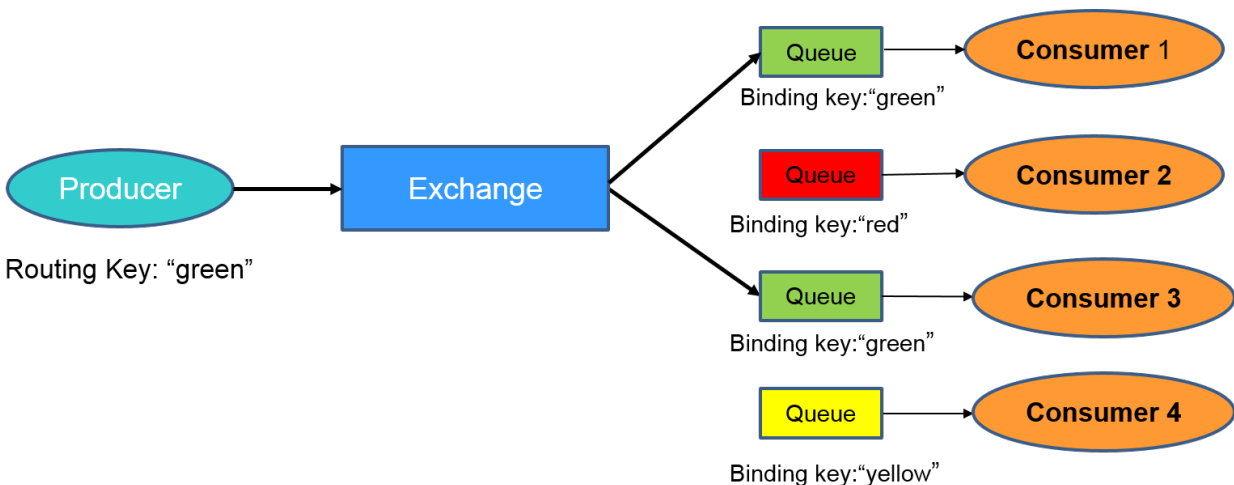 Queue
Consumer 1
Binding key:“green”
Producer
Exchange
Queue
Consumer 2
Binding key:“red”
Routing Key: “green”
Queue
Consumer 3
Binding key:“green”
Queue
Consumer 4
Binding key:“yellow”